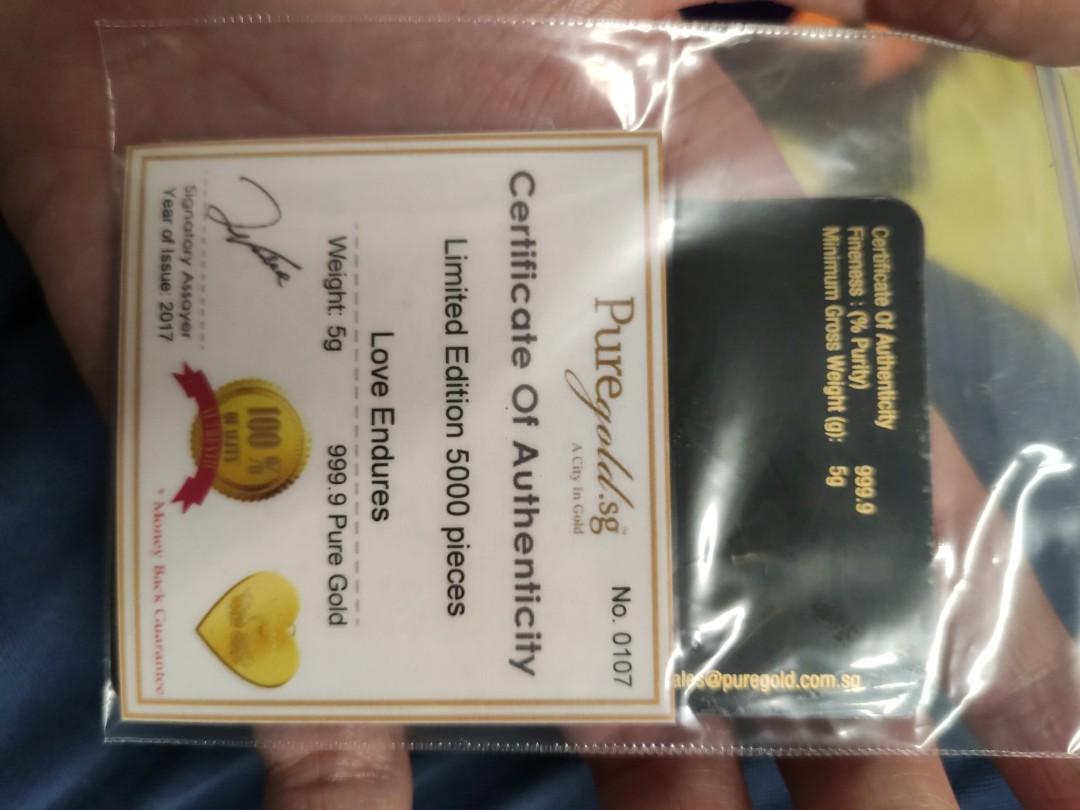 Certificate Of Authenticity
Fineness : (% Purity) 999.9
Minimum Gross Weight (g): 5g
ales@puregold.com.sg
No. 0107
Puregold.sg
A City In Gold
Certificate Of Authenticity
Limited Edition 5000 pieces
Love Endures
Weight: 5g 999.9 Pure Gold
100 %
QUALITY
AUTHENTIC
Signatory Assayer
Year of Issue: 2017
* Money Back Guarantee